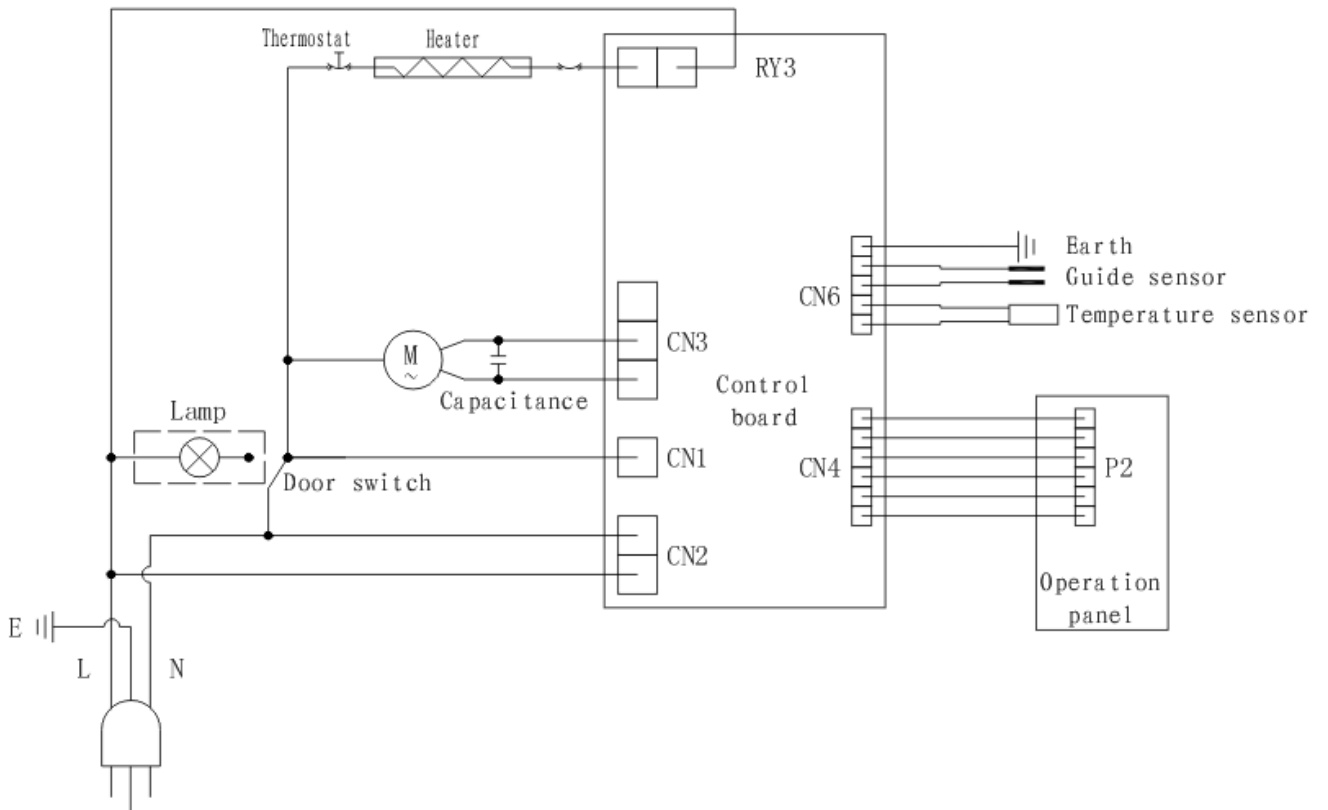 Thermostat
Heater
RY3
Earth
Guide sensor
CN6
Temperature sensor
M
~
CN3
Capacitance
Control
board
Lamp
Door switch
CN1
CN4
P2
CN2
Operation
panel
E
L
N